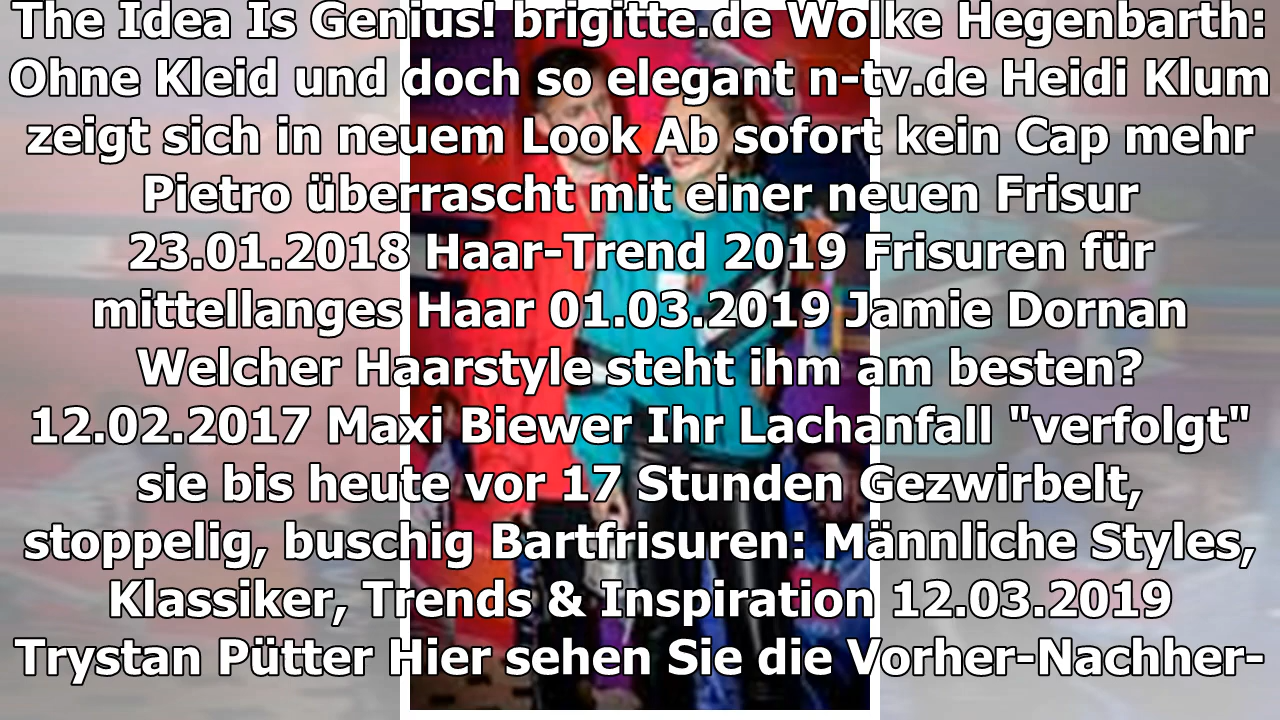 The Idea Is Genius! brigitte.de Wolke Hegenbarth:
Ohne Kleid und doch so elegant n-tv.de Heidi Klum
zeigt sich in neuem Look Ab sofort kein Cap mehr
Pietro überrascht mit einer neuen Frisur
23.01.2018 Haar-Trend 2019 Frisuren für
mittellanges Haar 01.03.2019 Jamie Dornan
Welcher Haarstyle steht ihm am besten?
12.02.2017 Maxi Biewer Ihr Lachanfall "verfolgt"
sie bis heute vor 17 Stunden Gezwirbelt,
stoppelig, buschig Bartfrisuren: Männliche Styles,
Klassiker, Trends & Inspiration 12.03.2019
Trystan Pütter Hier sehen Sie die Vorher-Nachher-